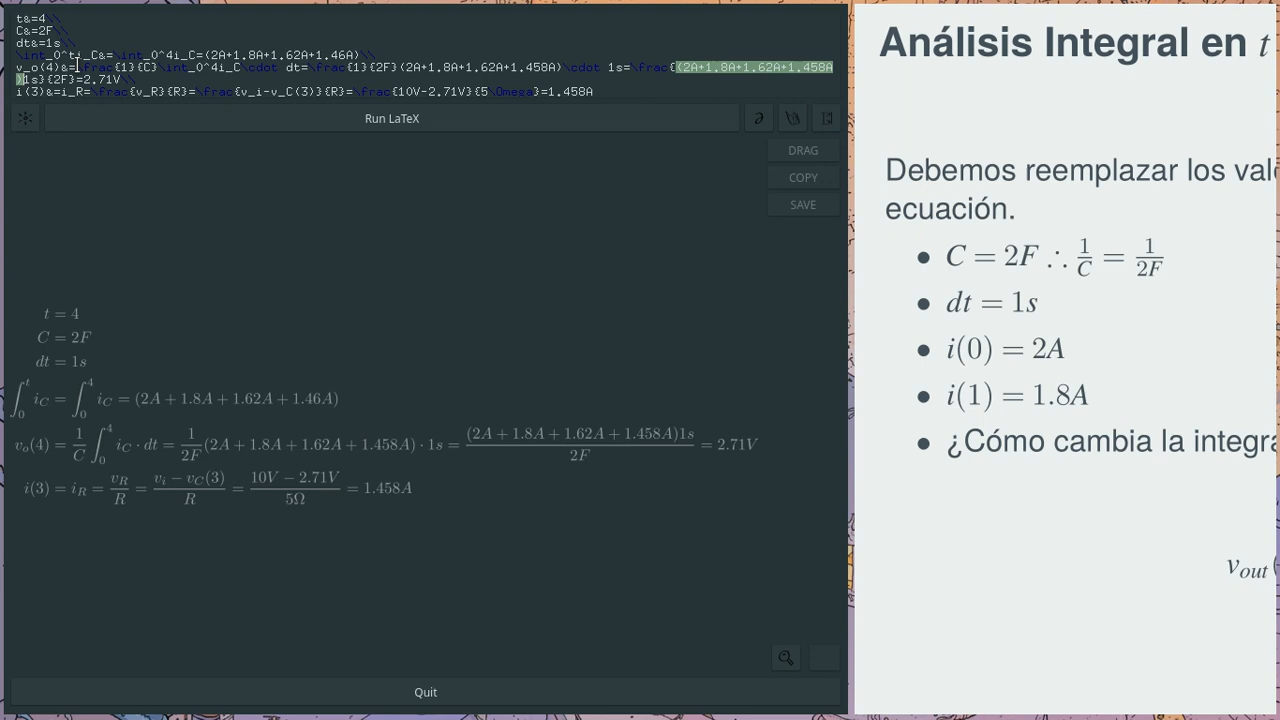 t&=4\\
C&=2F\\
dt&=1s\\
\int_0^ti_C&=\int_0^4i_C=(2A+1.8A+1.62A+1.46A)\\
v_o(4)&=\frac{1}{C}\int_0^4i_C\cdot dt=\frac{1}{2F}(2A+1.8A+1.62A+1.458A)\cdot 1s=\frac{(2A+1.8A+1.62A+1.458A
)1s}{2F}=2.71V\\
i(3)&=i_R=\frac{v_R}{R}=\frac{v_i-v_C(3)}{R}=\frac{10V-2.71V}{5\Omega}=1.458A
Run LaTeX
∂
DRAG
COPY
SAVE
t = 4
C = 2F
dt = 1s
∫₀ᵗ i_C = ∫₀⁴ i_C = (2A + 1.8A + 1.62A + 1.46A)
v_o(4) = 1/C ∫₀⁴ i_C · dt = 1/2F (2A + 1.8A + 1.62A + 1.458A) · 1s = (2A + 1.8A + 1.62A + 1.458A)1s / 2F = 2.71V
i(3) = i_R = v_R/R = (v_i − v_C(3))/R = (10V − 2.71V)/5Ω = 1.458A
Quit
Análisis Integral en t
Debemos reemplazar los
ecuación.
• C = 2F ∴ 1/C = 1/2F
• dt = 1s
• i(0) = 2A
• i(1) = 1.8A
• ¿Cómo cambia la
v_out